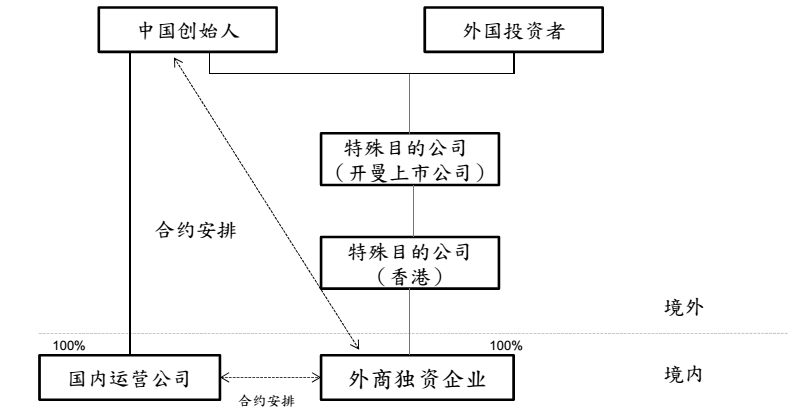 中国创始人
外国投资者
特殊目的公司
（开曼上市公司）
合约安排
特殊目的公司
（香港）
境外
100%
100%
国内运营公司
外商独资企业
境内
合约安排